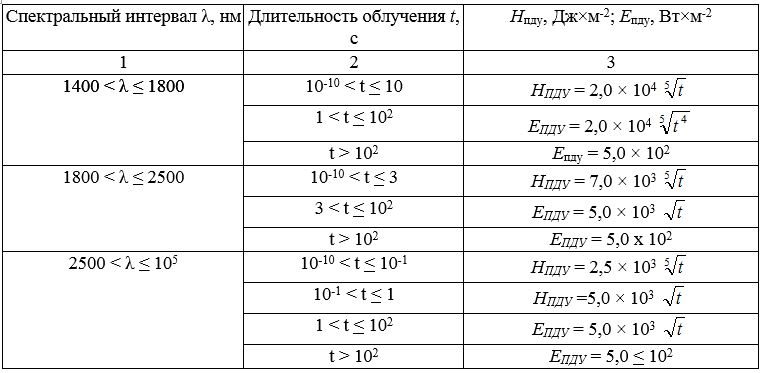 Спектральный интервал λ, нм Длительность облучения t, с Hпду, Дж×м-2; Eпду, Вт×м-2
1 2 3
1400 < λ ≤ 1800 10-10 < t ≤ 10 HПДУ = 2,0 × 10⁴ ⁵√t
1 < t ≤ 10² EПДУ = 2,0 × 10⁴ ⁵√t⁴
t > 10² Eпду = 5,0 × 10²
1800 < λ ≤ 2500 10-10 < t ≤ 3 HПДУ = 7,0 × 10³ ⁵√t
3 < t ≤ 10² EПДУ = 5,0 × 10³ √t
t > 10² EПДУ = 5,0 x 10²
2500 < λ ≤ 10⁵ 10-10 < t ≤ 10-1 HПДУ = 2,5 × 10³ ⁵√t
10-1 < t ≤ 1 HПДУ =5,0 × 10³ √t
1 < t ≤ 10² EПДУ = 5,0 × 10³ √t
t > 10² EПДУ = 5,0 ≤ 10²